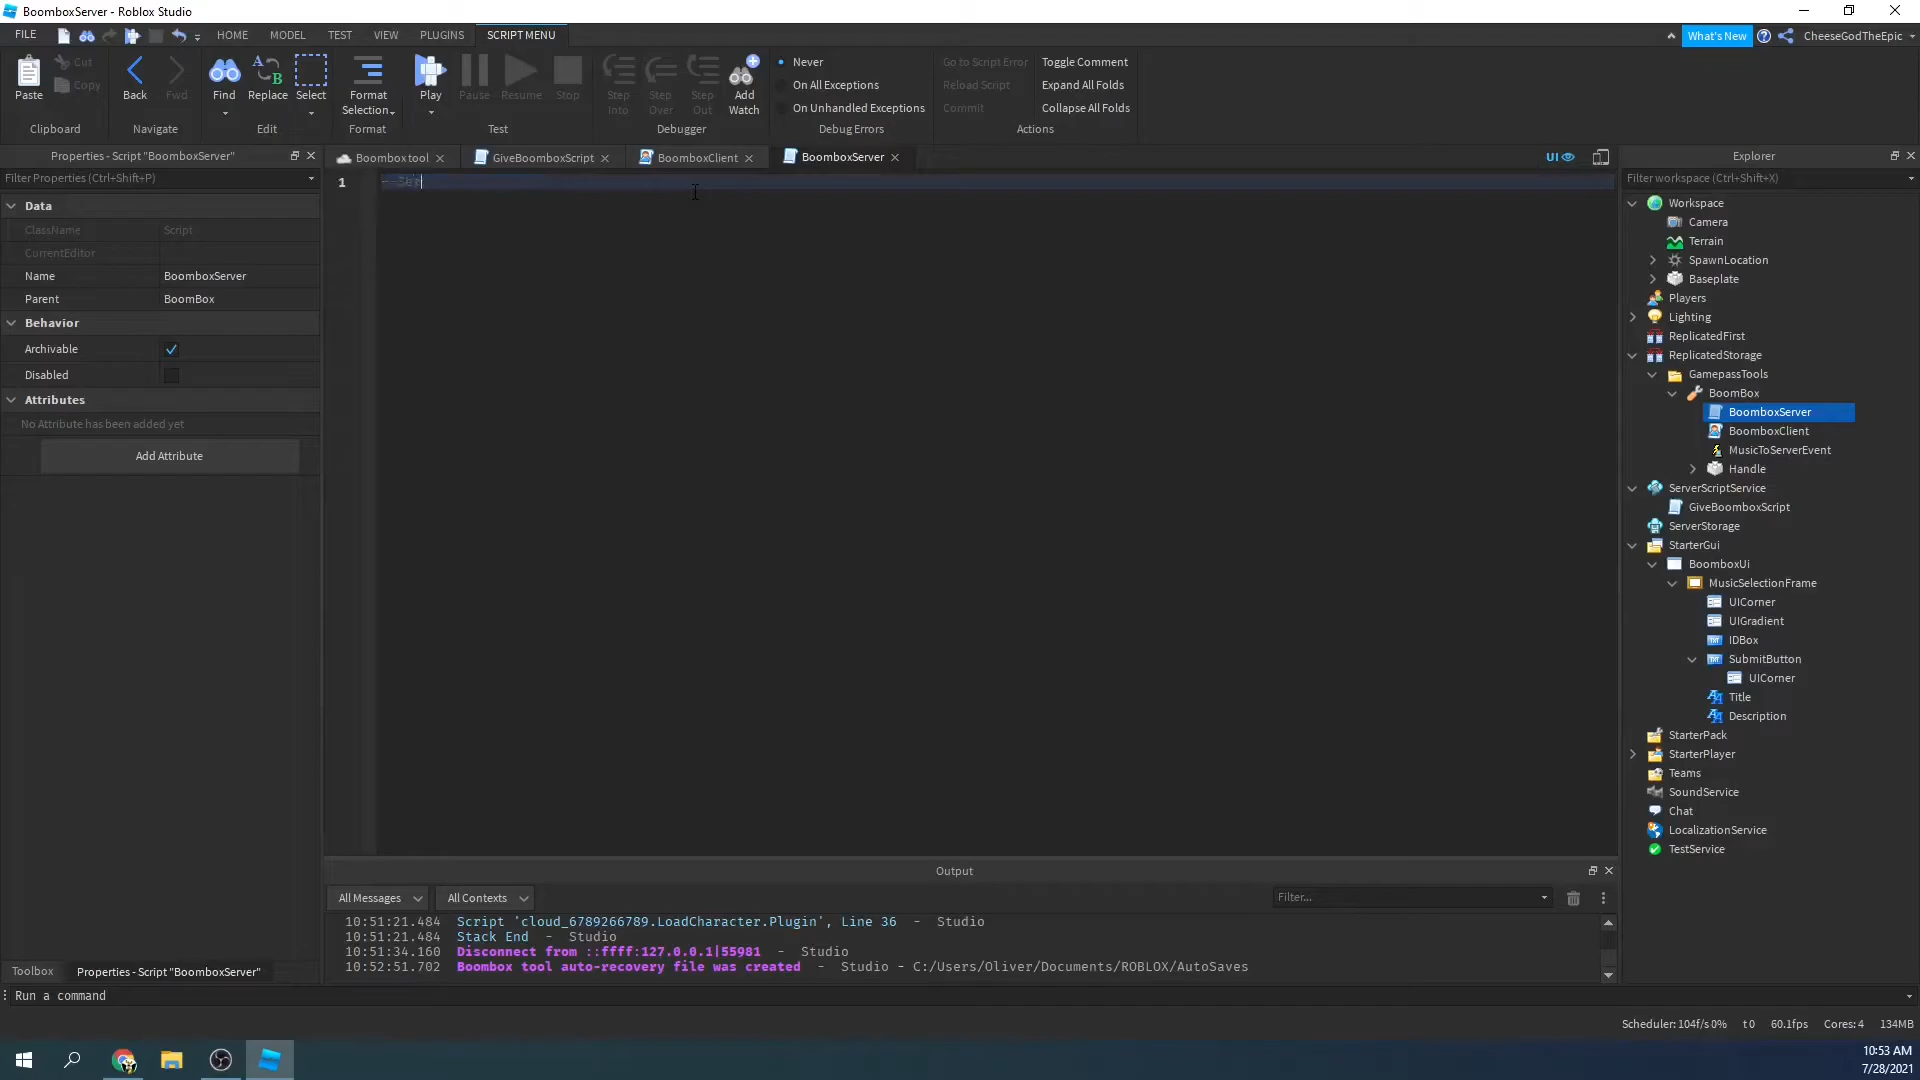 BoomboxServer - Roblox Studio
FILE HOME MODEL TEST VIEW PLUGINS SCRIPT MENU What's New CheeseGodTheEpic
Paste Cut Copy
Clipboard
Back Fwd
Navigate
Find Replace Select
Edit
Format Selection
Format
Play Pause Resume Stop
Test
Step Into Step Over Step Out Add Watch
Debugger
Never
On All Exceptions
On Unhandled Exceptions
Debug Errors
Go to Script Error
Reload Script
Commit
Toggle Comment
Expand All Folds
Collapse All Folds
Actions
Properties - Script "BoomboxServer"
Filter Properties (Ctrl+Shift+P)
Data
ClassName Script
CurrentEditor
Name BoomboxServer
Parent BoomBox
Behavior
Archivable
Disabled
Attributes
No Attribute has been added yet
Add Attribute
Toolbox Properties - Script "BoomboxServer"
Boombox tool GiveBoomboxScript BoomboxClient BoomboxServer UI
1
Output
All Messages All Contexts Filter...
10:51:21.484 Script 'cloud_6789266789.LoadCharacter.Plugin', Line 36 - Studio
10:51:21.484 Stack End - Studio
10:51:34.160 Disconnect from ::ffff:127.0.0.1|55981 - Studio
10:52:51.702 Boombox tool auto-recovery file was created - Studio - C:/Users/Oliver/Documents/ROBLOX/AutoSaves
Explorer
Filter workspace (Ctrl+Shift+X)
Workspace
Camera
Terrain
SpawnLocation
Baseplate
Players
Lighting
ReplicatedFirst
ReplicatedStorage
GamepassTools
BoomBox
BoomboxServer
BoomboxClient
MusicToServerEvent
Handle
ServerScriptService
GiveBoomboxScript
ServerStorage
StarterGui
BoomboxUi
MusicSelectionFrame
UICorner
UIGradient
IDBox
SubmitButton
UICorner
Title
Description
StarterPack
StarterPlayer
Teams
SoundService
Chat
LocalizationService
TestService
Run a command
Scheduler: 104f/s 0% t 0 60.1fps Cores: 4 134MB
10:53 AM
7/28/2021